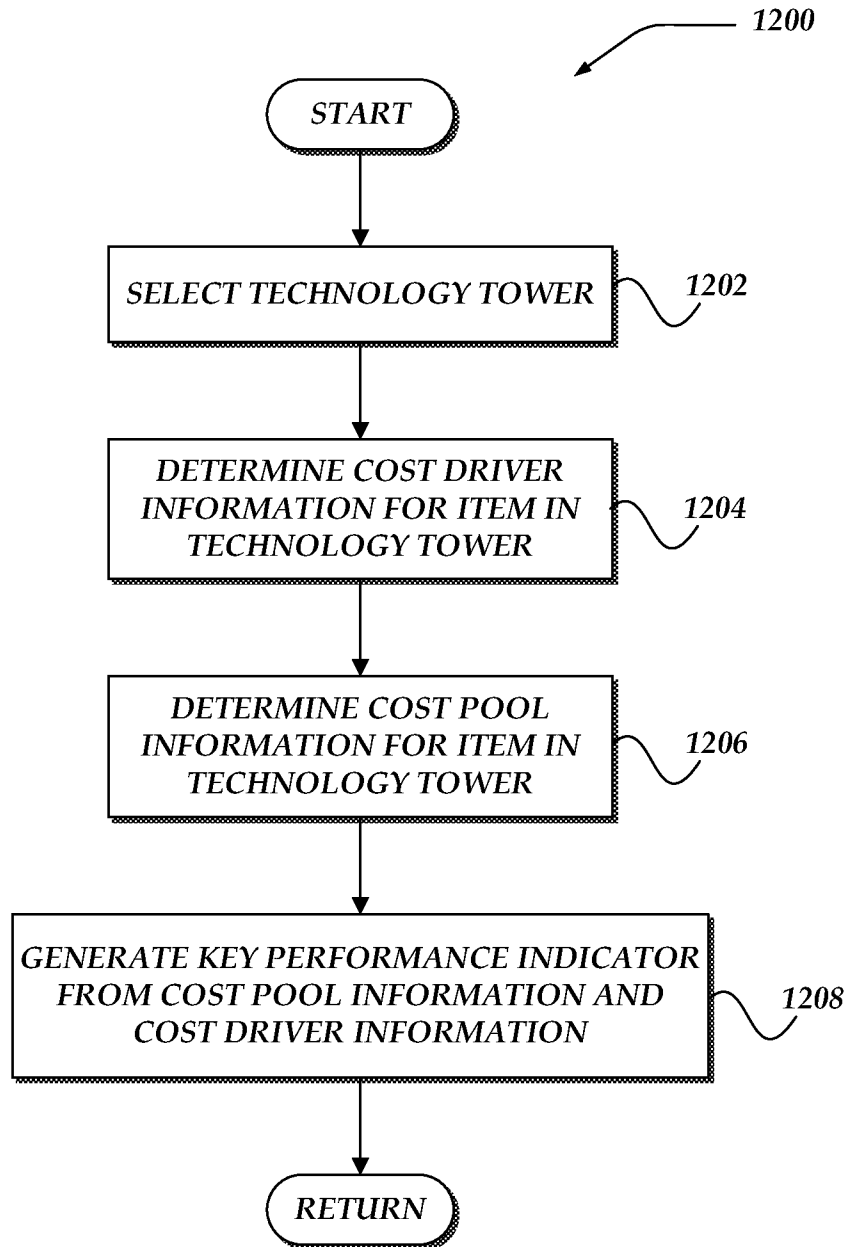 1200
START
SELECT TECHNOLOGY TOWER
1202
DETERMINE COST DRIVER
INFORMATION FOR ITEM IN
TECHNOLOGY TOWER
1204
DETERMINE COST POOL
INFORMATION FOR ITEM IN
TECHNOLOGY TOWER
1206
GENERATE KEY PERFORMANCE INDICATOR
FROM COST POOL INFORMATION AND
COST DRIVER INFORMATION
1208
RETURN